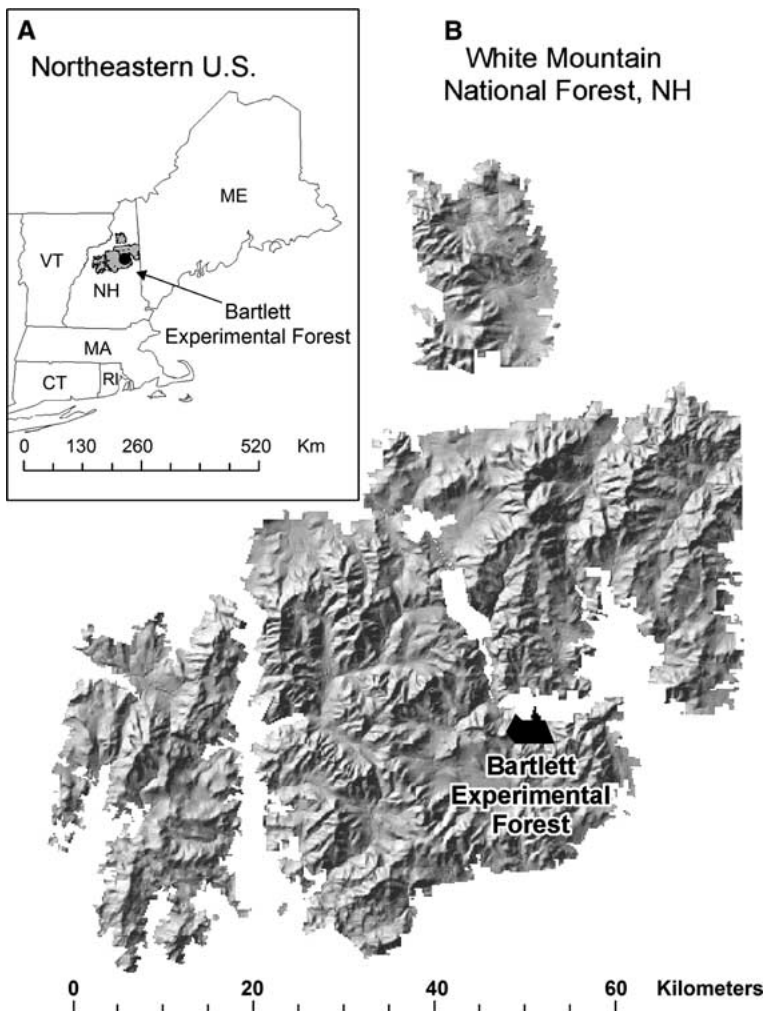 A
Northeastern U.S.
ME
VT
NH
Bartlett
Experimental Forest
MA
CT
RI
0 130 260 520 Km
B
White Mountain
National Forest, NH
Bartlett
Experimental
Forest
0 20 40 60 Kilometers